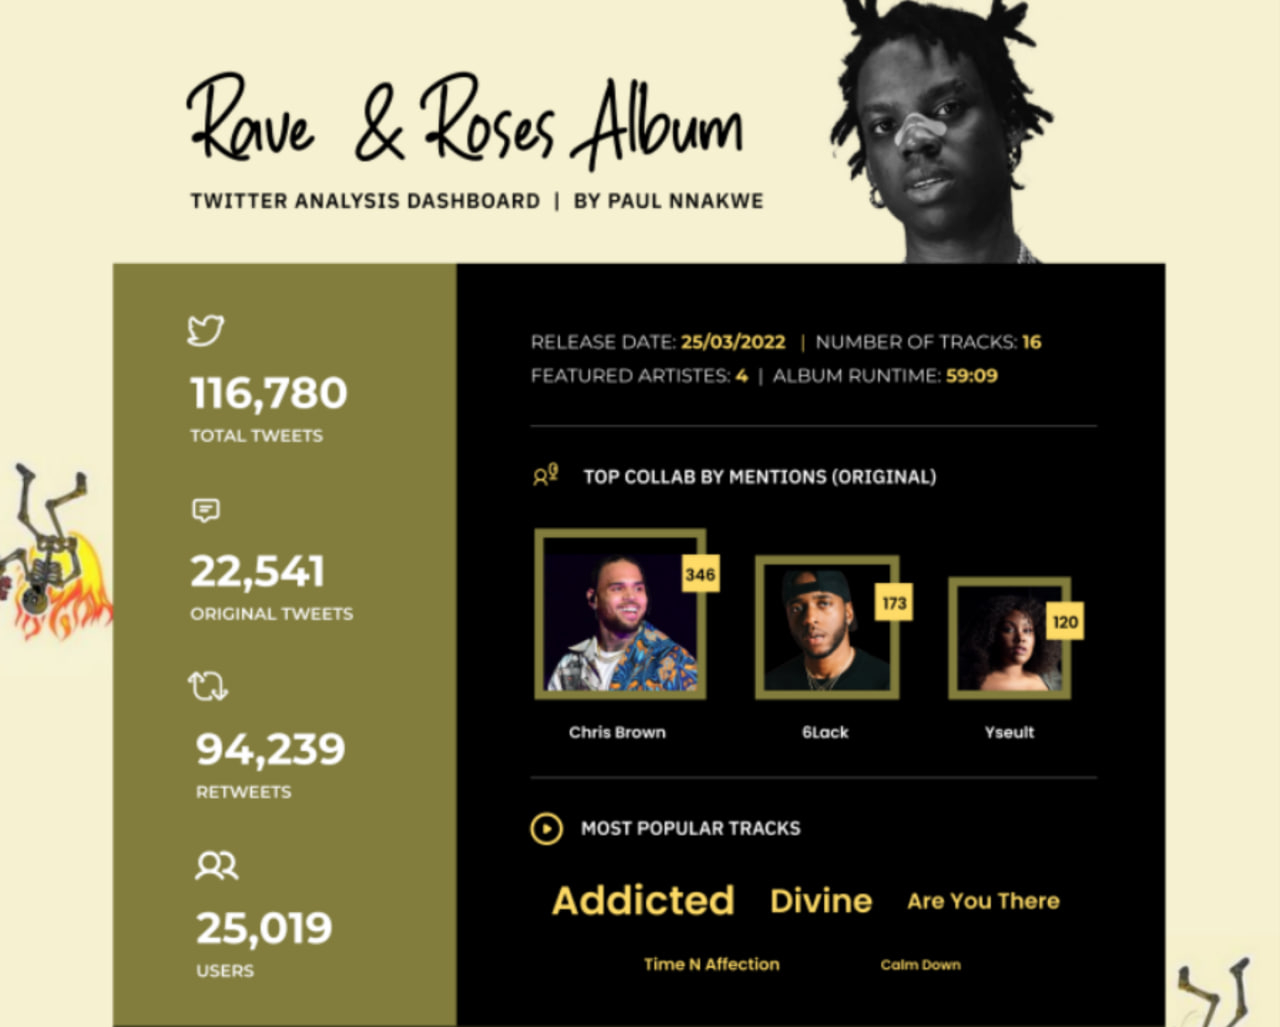 Rave & Roses Album
TWITTER ANALYSIS DASHBOARD | BY PAUL NNAKWE
116,780
TOTAL TWEETS
22,541
ORIGINAL TWEETS
94,239
RETWEETS
25,019
USERS
RELEASE DATE: 25/03/2022 | NUMBER OF TRACKS: 16
FEATURED ARTISTES: 4 | ALBUM RUNTIME: 59:09
TOP COLLAB BY MENTIONS (ORIGINAL)
346
173
120
Chris Brown 6Lack Yseult
MOST POPULAR TRACKS
Addicted Divine Are You There
Time N Affection Calm Down